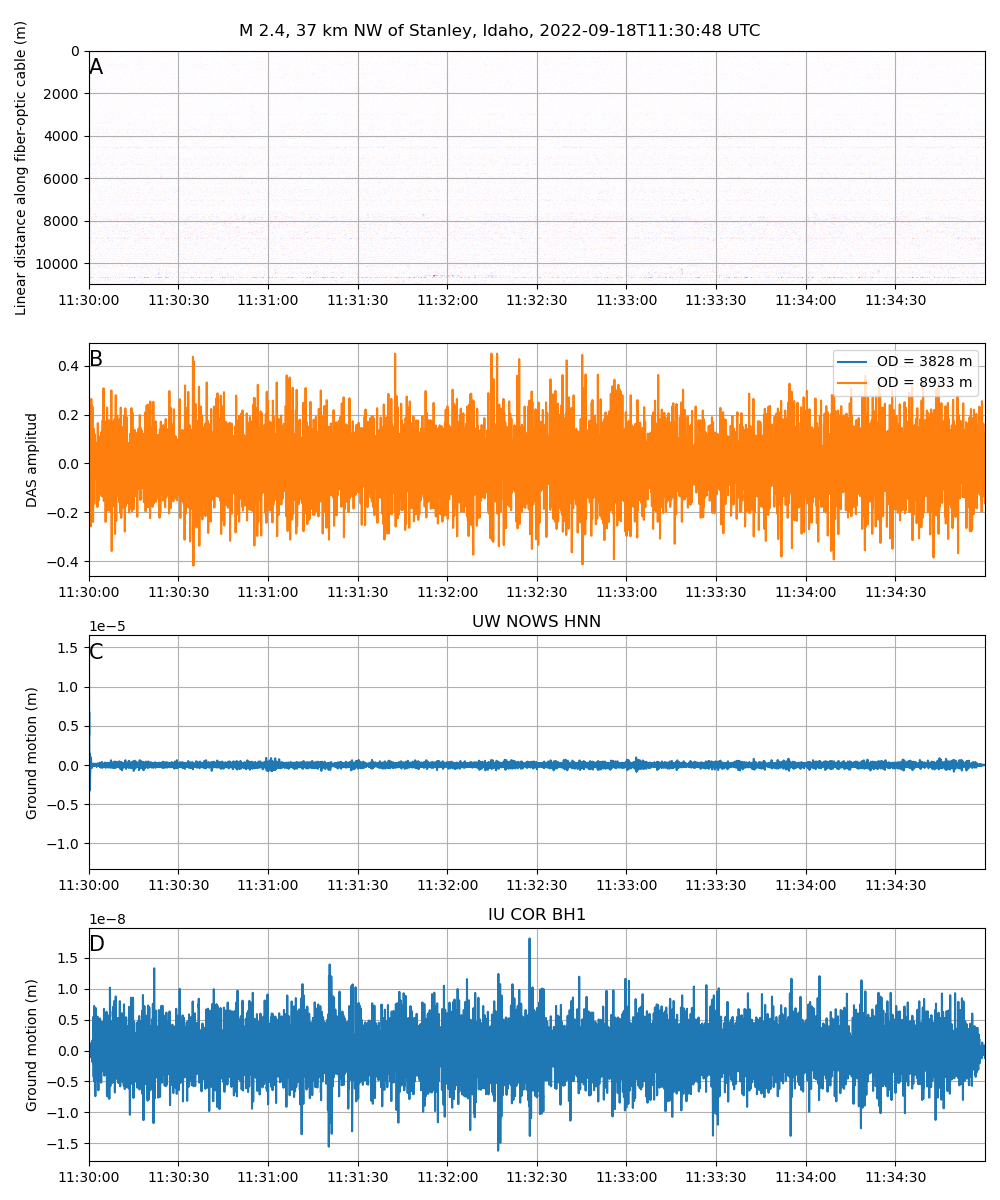 M 2.4, 37 km NW of Stanley, Idaho, 2022-09-18T11:30:48 UTC
A
Linear distance along fiber-optic cable (m)
0
2000
4000
6000
8000
10000
11:30:00 11:30:30 11:31:00 11:31:30 11:32:00 11:32:30 11:33:00 11:33:30 11:34:00 11:34:30
B
OD = 3828 m
OD = 8933 m
DAS amplitud
0.4
0.2
0.0
−0.2
−0.4
11:30:00 11:30:30 11:31:00 11:31:30 11:32:00 11:32:30 11:33:00 11:33:30 11:34:00 11:34:30
UW NOWS HNN
1e−5
C
Ground motion (m)
1.5
1.0
0.5
0.0
−0.5
−1.0
11:30:00 11:30:30 11:31:00 11:31:30 11:32:00 11:32:30 11:33:00 11:33:30 11:34:00 11:34:30
IU COR BH1
1e−8
D
Ground motion (m)
1.5
1.0
0.5
0.0
−0.5
−1.0
−1.5
11:30:00 11:30:30 11:31:00 11:31:30 11:32:00 11:32:30 11:33:00 11:33:30 11:34:00 11:34:30